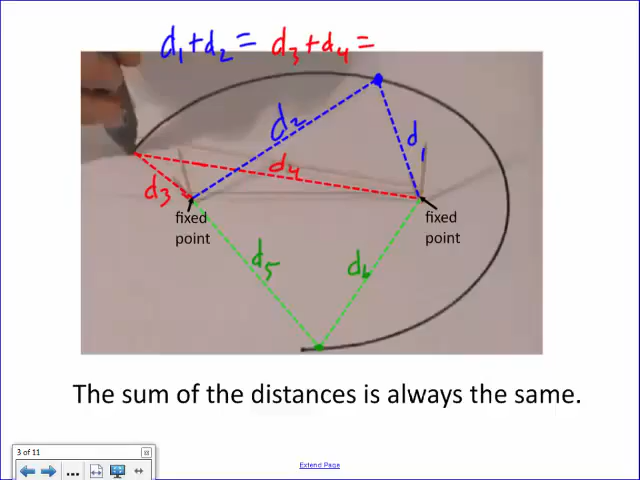 d₁+d₂ = d₃+d₄ =
d₂
d₁
d₄
d₃
fixed
point
fixed
point
d₅
d₆
The sum of the distances is always the same.
3 of 11
...
Extend Page